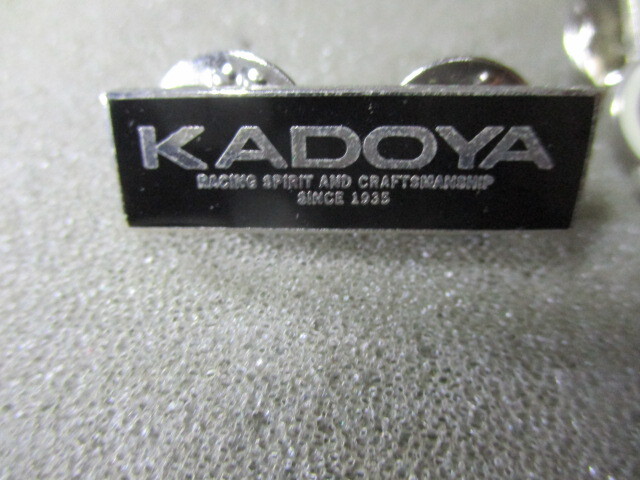 KADOYA
RACING SPIRIT AND CRAFTSMANSHIP
SINCE 1935